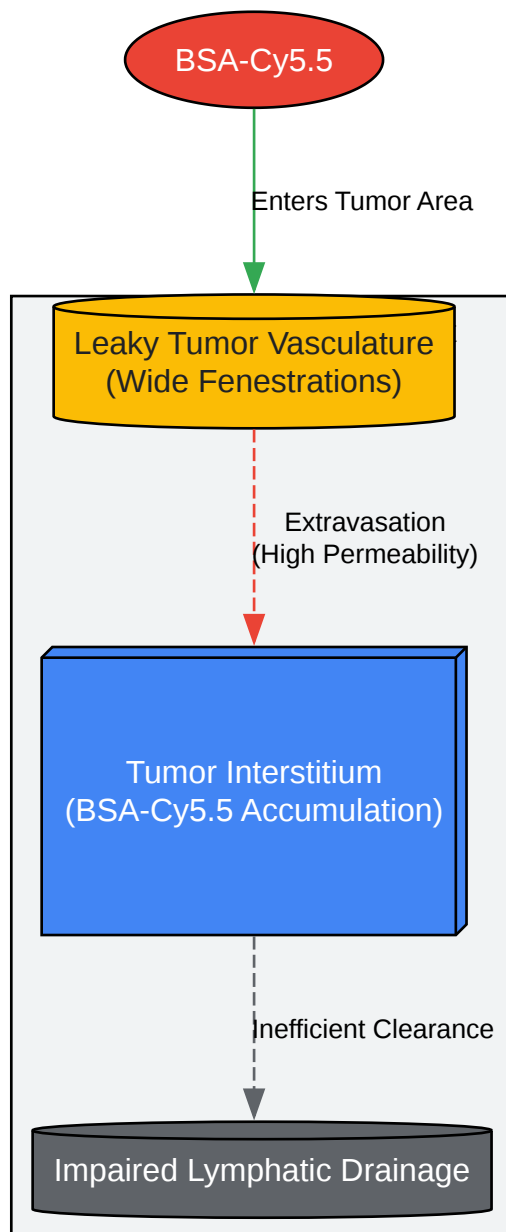 BSA-Cy5.5
Enters Tumor Area
Leaky Tumor Vasculature
(Wide Fenestrations)
Extravasation
(High Permeability)
Tumor Interstitium
(BSA-Cy5.5 Accumulation)
Inefficient Clearance
Impaired Lymphatic Drainage